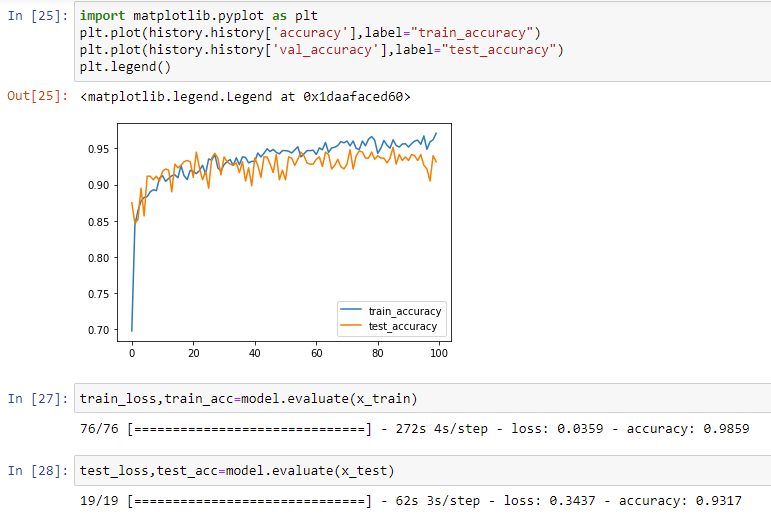 In [25]: import matplotlib.pyplot as plt
plt.plot(history.history['accuracy'],label="train_accuracy")
plt.plot(history.history['val_accuracy'],label="test_accuracy")
plt.legend()
Out[25]: <matplotlib.legend.Legend at 0x1daafaced60>
0.95
0.90
0.85
0.80
0.75
0.70
train_accuracy
test_accuracy
0 20 40 60 80 100
In [27]: train_loss,train_acc=model.evaluate(x_train)
76/76 [==============================] - 272s 4s/step - loss: 0.0359 - accuracy: 0.9859
In [28]: test_loss,test_acc=model.evaluate(x_test)
19/19 [==============================] - 62s 3s/step - loss: 0.3437 - accuracy: 0.9317